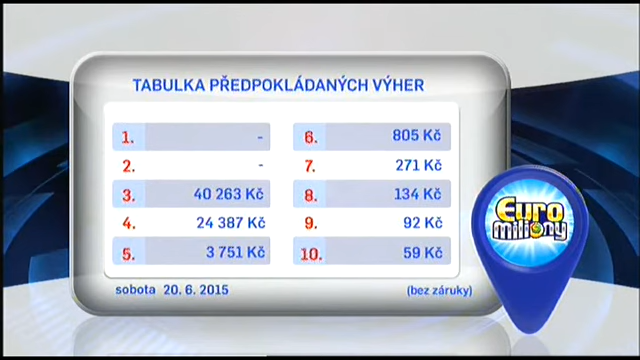 TABULKA PŘEDPOKLÁDANÝCH VÝHER
1. -
2. -
3. 40 263 Kč
4. 24 387 Kč
5. 3 751 Kč
6. 805 Kč
7. 271 Kč
8. 134 Kč
9. 92 Kč
10. 59 Kč
sobota 20. 6. 2015
(bez záruky)
Euro
miliony